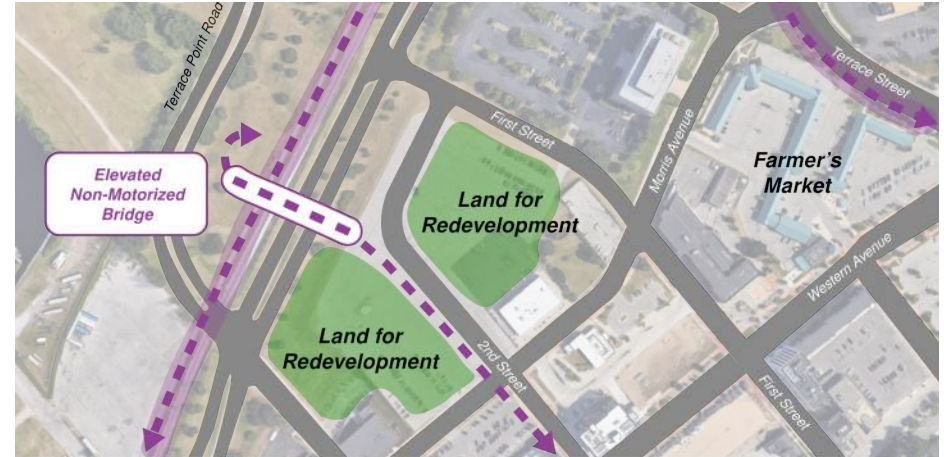 Terrace Point Road
Terrace Street
First Street
Morris Avenue
Farmer's
Market
Elevated
Non-Motorized
Bridge
Land for
Redevelopment
Western Avenue
Land for
Redevelopment
2nd Street
First Street